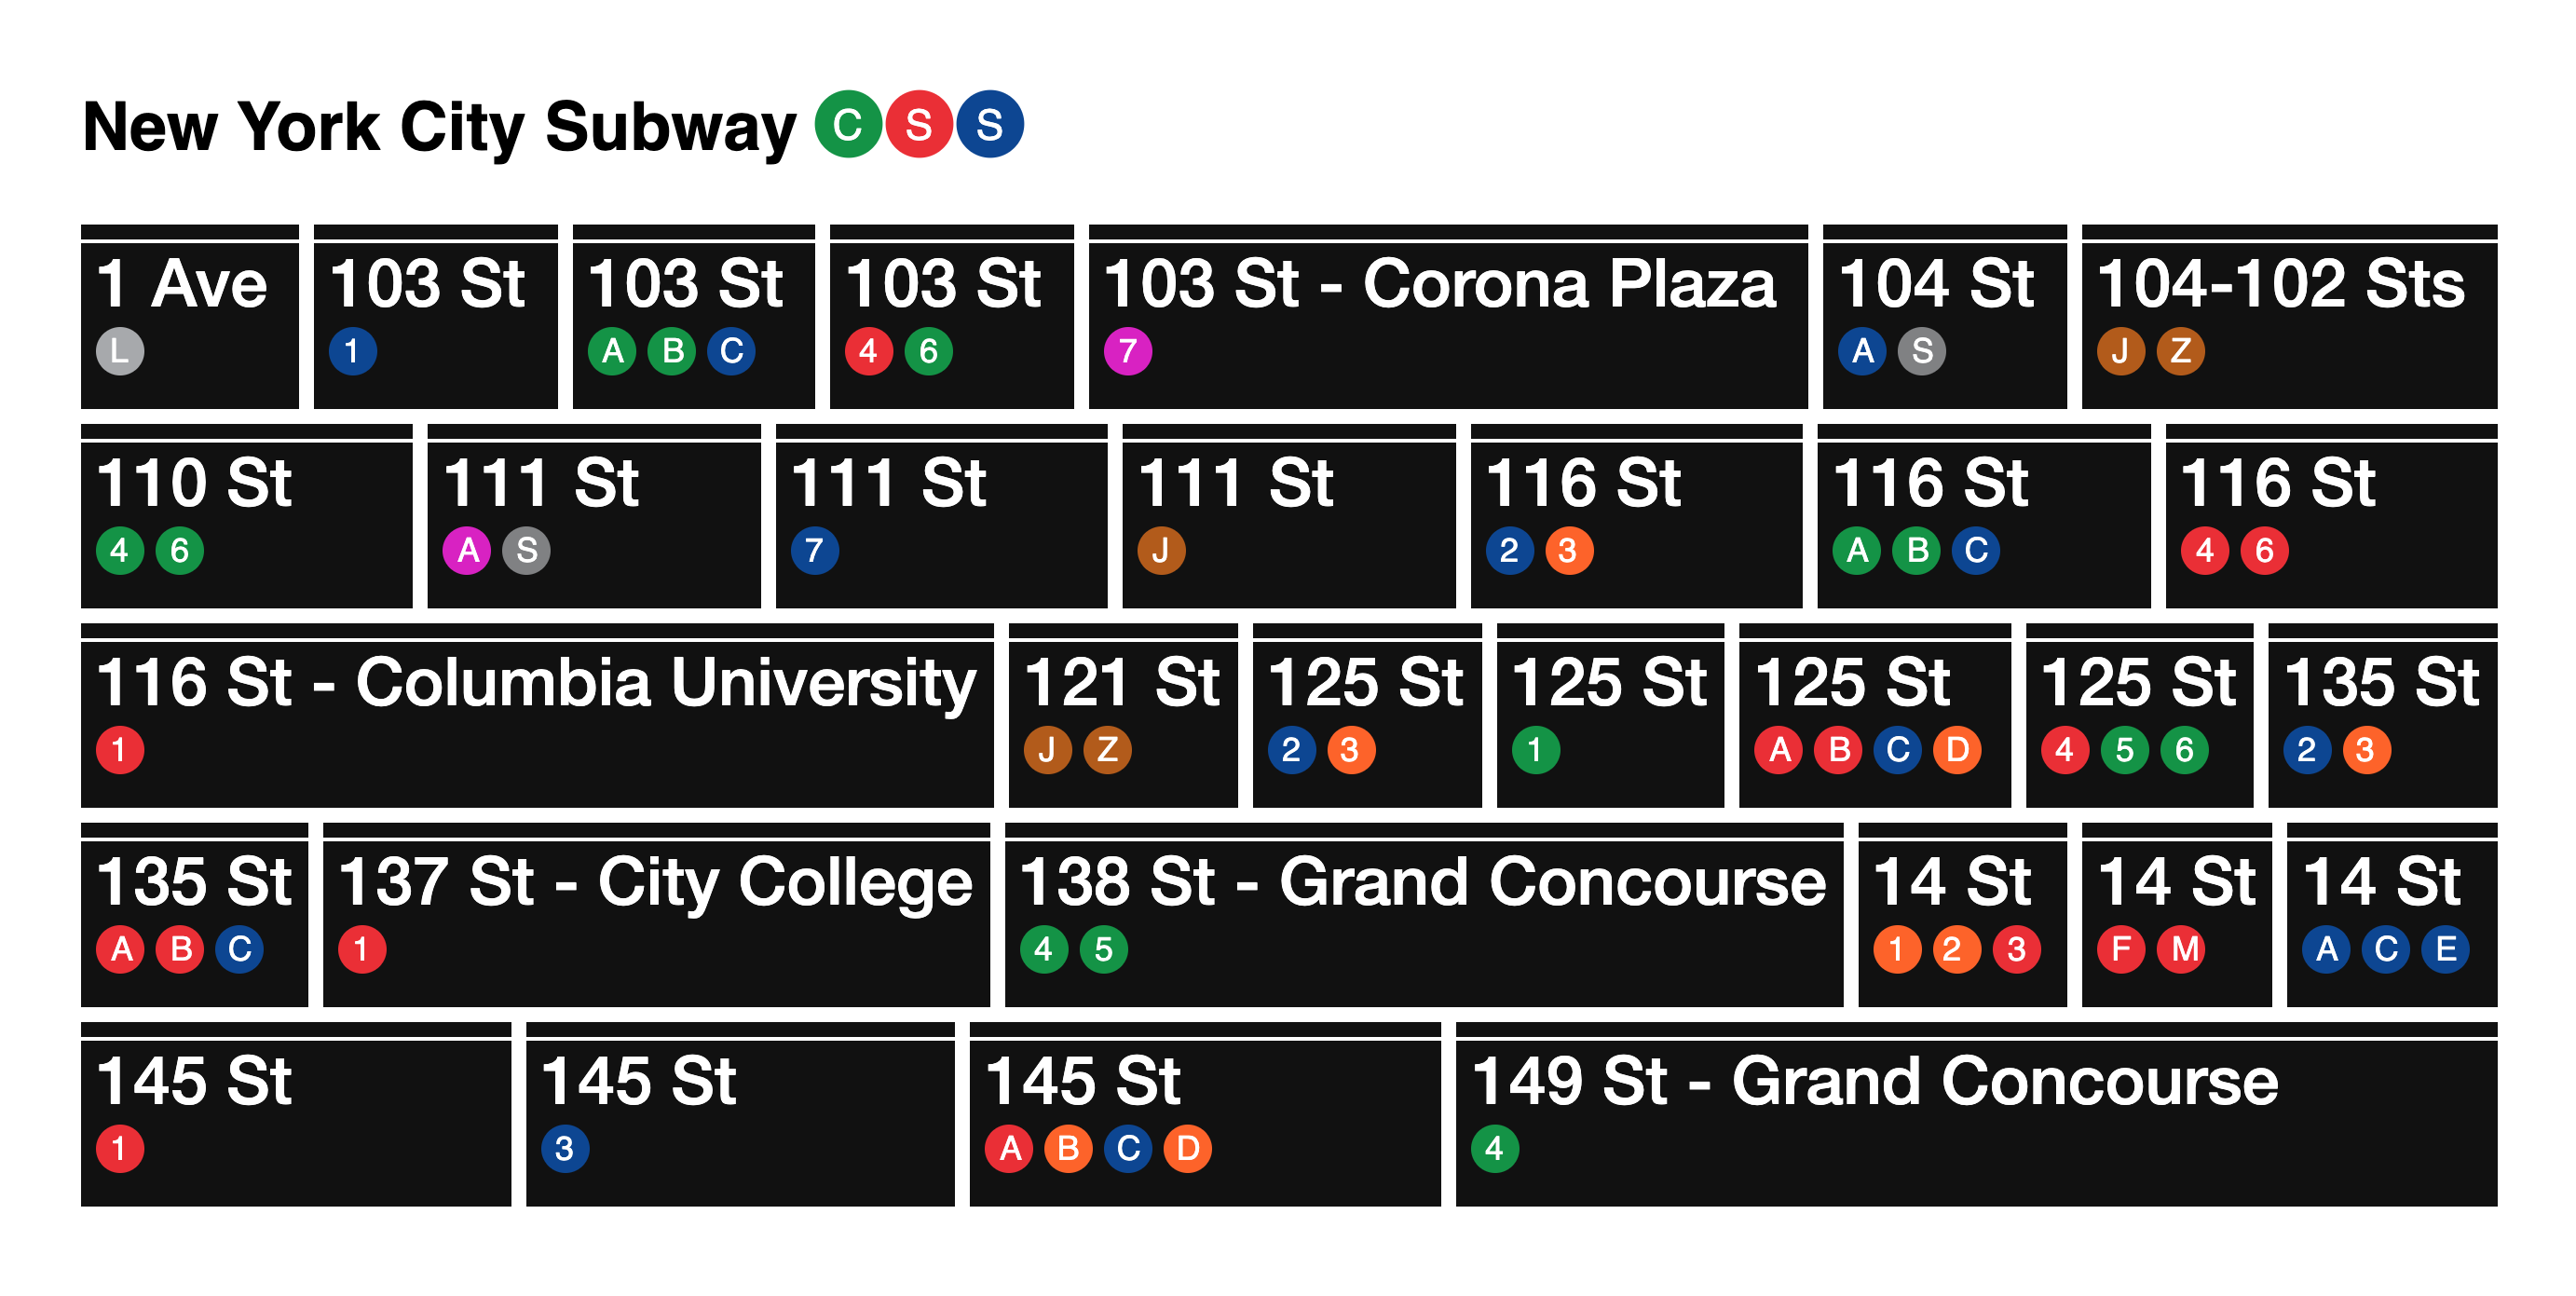 New York City Subway C S S
1 Ave
L
103 St
1
103 St
A B C
103 St
4 6
103 St - Corona Plaza
7
104 St
A S
104-102 Sts
J Z
110 St
4 6
111 St
A S
111 St
7
111 St
J
116 St
2 3
116 St
A B C
116 St
4 6
116 St - Columbia University
1
121 St
J Z
125 St
2 3
125 St
1
125 St
A B C D
125 St
4 5 6
135 St
2 3
135 St
A B C
137 St - City College
1
138 St - Grand Concourse
4 5
14 St
1 2 3
14 St
F M
14 St
A C E
145 St
1
145 St
3
145 St
A B C D
149 St - Grand Concourse
4